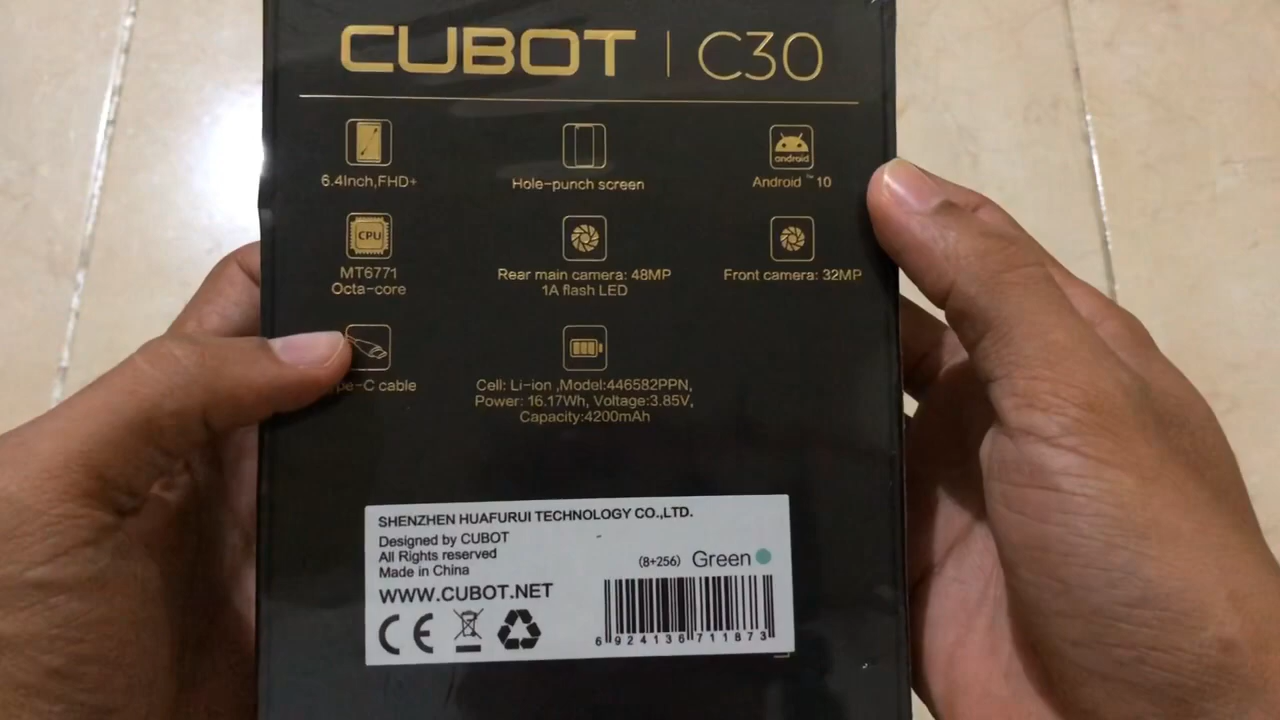 CUBOT | C30
6.4Inch,FHD+
Hole-punch screen
android
Android™ 10
CPU
MT6771
Octa-core
Rear main camera: 48MP
1A flash LED
Front camera: 32MP
cable
Cell: Li-ion ,Model:446582PPN,
Power: 16.17Wh, Voltage:3.85V,
Capacity:4200mAh
SHENZHEN HUAFURUI TECHNOLOGY CO.,LTD.
Designed by CUBOT
All Rights reserved
Made in China
WWW.CUBOT.NET
CE
(8+256) Green
6 924136 711873